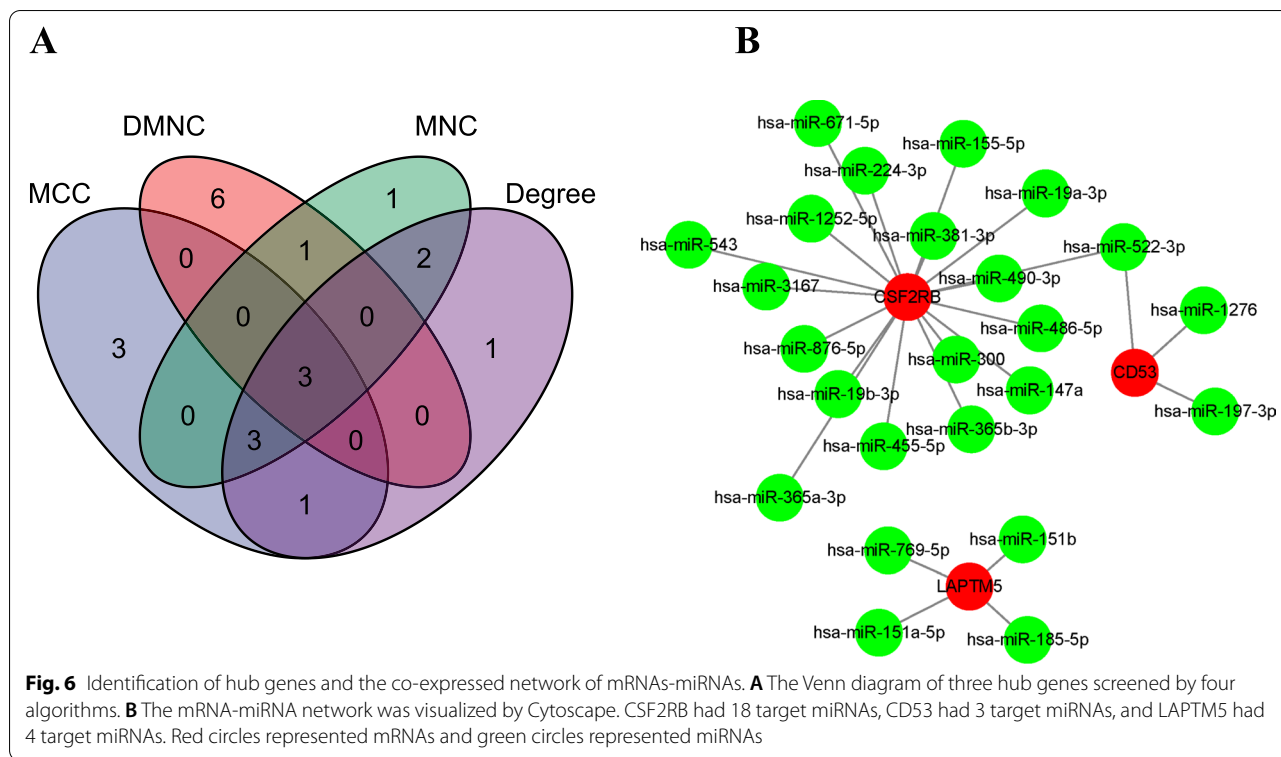 A
B
DMNC
MNC
MCC
Degree
6
1
0
1
2
0
0
3
1
3
0
0
3
0
1
hsa-miR-671-5p
hsa-miR-155-5p
hsa-miR-224-3p
hsa-miR-19a-3p
hsa-miR-1252-5p
hsa-miR-381-3p
hsa-miR-543
hsa-miR-522-3p
hsa-miR-3167
hsa-miR-490-3p
CSF2RB
hsa-miR-1276
hsa-miR-486-5p
hsa-miR-876-5p
hsa-miR-300
CD53
hsa-miR-19b-3p
hsa-miR-147a
hsa-miR-197-3p
hsa-miR-365b-3p
hsa-miR-455-5p
hsa-miR-365a-3p
hsa-miR-769-5p
hsa-miR-151b
LAPTM5
hsa-miR-151a-5p
hsa-miR-185-5p
Fig. 6 Identification of hub genes and the co-expressed network of mRNAs-miRNAs. A The Venn diagram of three hub genes screened by four
algorithms. B The mRNA-miRNA network was visualized by Cytoscape. CSF2RB had 18 target miRNAs, CD53 had 3 target miRNAs, and LAPTM5 had
4 target miRNAs. Red circles represented mRNAs and green circles represented miRNAs